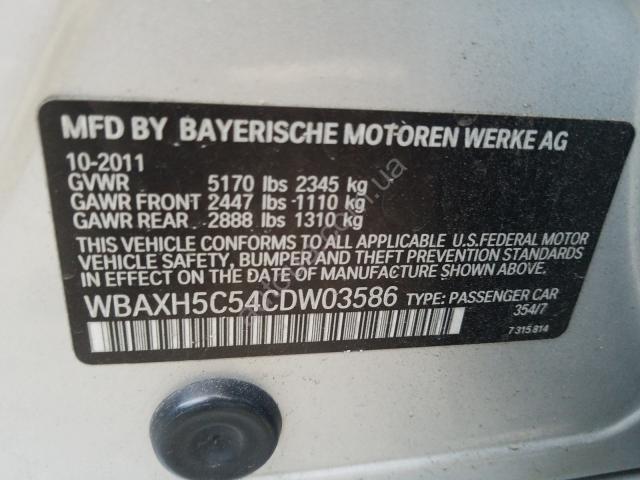 MFD BY BAYERISCHE MOTOREN WERKE AG
10-2011
GVWR 5170 lbs 2345 kg
GAWR FRONT 2447 lbs -1110 kg
GAWR REAR 2888 lbs 1310 kg
THIS VEHICLE CONFORMS TO ALL APPLICABLE U.S.FEDERAL MOTOR
VEHICLE SAFETY, BUMPER AND THEFT PREVENTION STANDARDS
IN EFFECT ON THE DATE OF MANUFACTURE SHOWN ABOVE.
WBAXH5C54CDW03586 TYPE: PASSENGER CAR
354/7
7 315.814